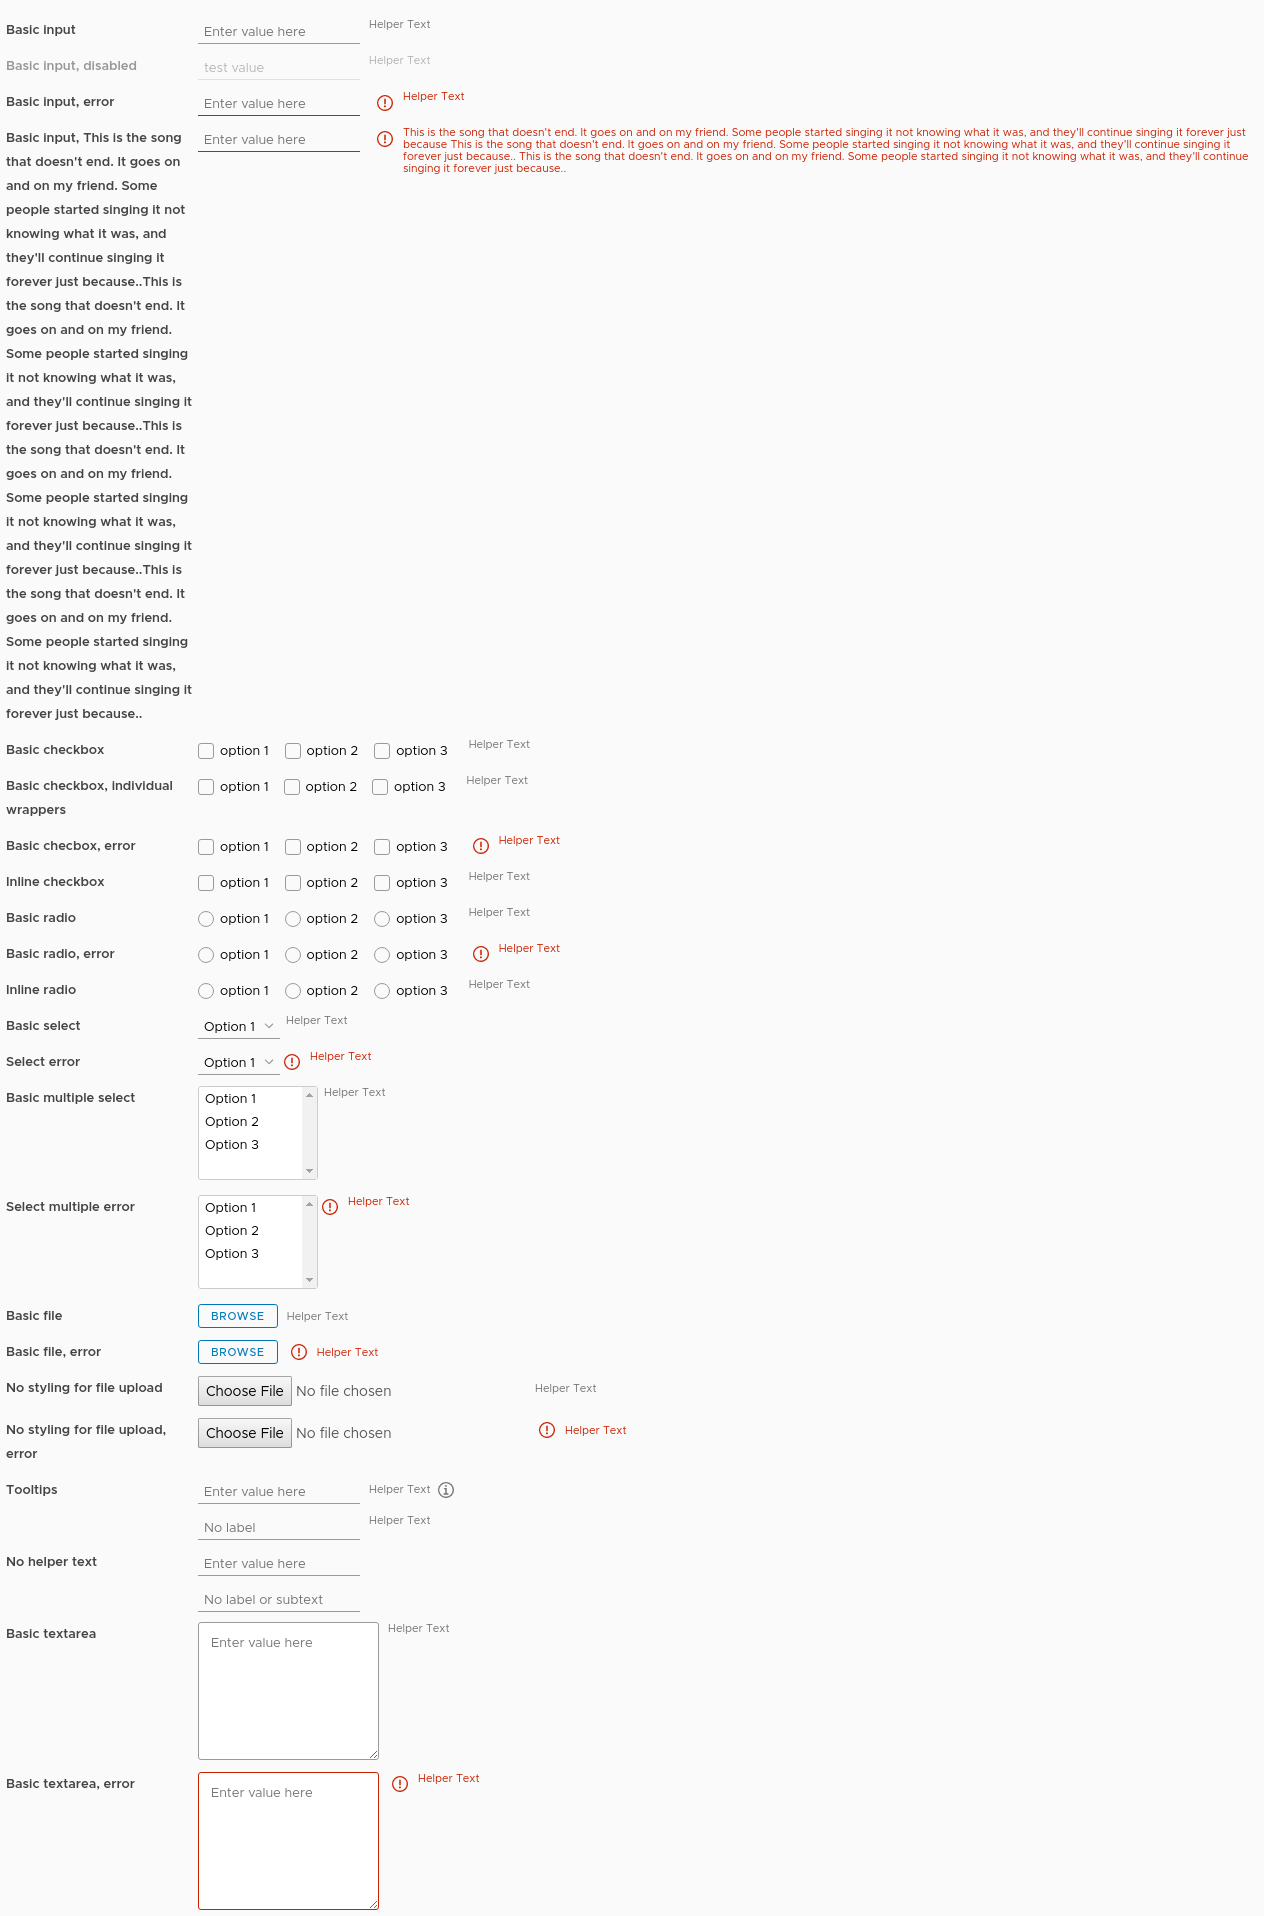 Basic input
Enter value here
Helper Text
Basic input, disabled
test value
Helper Text
Basic input, error
Enter value here
Helper Text
Basic input, This is the song
that doesn't end. It goes on
and on my friend. Some
people started singing it not
knowing what it was, and
they'll continue singing it
forever just because..This is
the song that doesn't end. It
goes on and on my friend.
Some people started singing
it not knowing what it was,
and they'll continue singing it
forever just because..This is
the song that doesn't end. It
goes on and on my friend.
Some people started singing
it not knowing what it was,
and they'll continue singing it
forever just because..This is
the song that doesn't end. It
goes on and on my friend.
Some people started singing
it not knowing what it was,
and they'll continue singing it
forever just because..
Enter value here
This is the song that doesn't end. It goes on and on my friend. Some people started singing it not knowing what it was, and they'll continue singing it forever just
because This is the song that doesn't end. It goes on and on my friend. Some people started singing it not knowing what it was, and they'll continue singing it
forever just because.. This is the song that doesn't end. It goes on and on my friend. Some people started singing it not knowing what it was, and they'll continue
singing it forever just because..
Basic checkbox
option 1 option 2 option 3
Helper Text
Basic checkbox, individual
wrappers
option 1 option 2 option 3
Helper Text
Basic checbox, error
option 1 option 2 option 3
Helper Text
Inline checkbox
option 1 option 2 option 3
Helper Text
Basic radio
option 1 option 2 option 3
Helper Text
Basic radio, error
option 1 option 2 option 3
Helper Text
Inline radio
option 1 option 2 option 3
Helper Text
Basic select
Option 1
Helper Text
Select error
Option 1
Helper Text
Basic multiple select
Option 1
Option 2
Option 3
Helper Text
Select multiple error
Option 1
Option 2
Option 3
Helper Text
Basic file
BROWSE
Helper Text
Basic file, error
BROWSE
Helper Text
No styling for file upload
Choose File No file chosen
Helper Text
No styling for file upload,
error
Choose File No file chosen
Helper Text
Tooltips
Enter value here
Helper Text
No label
Helper Text
No helper text
Enter value here
No label or subtext
Basic textarea
Enter value here
Helper Text
Basic textarea, error
Enter value here
Helper Text